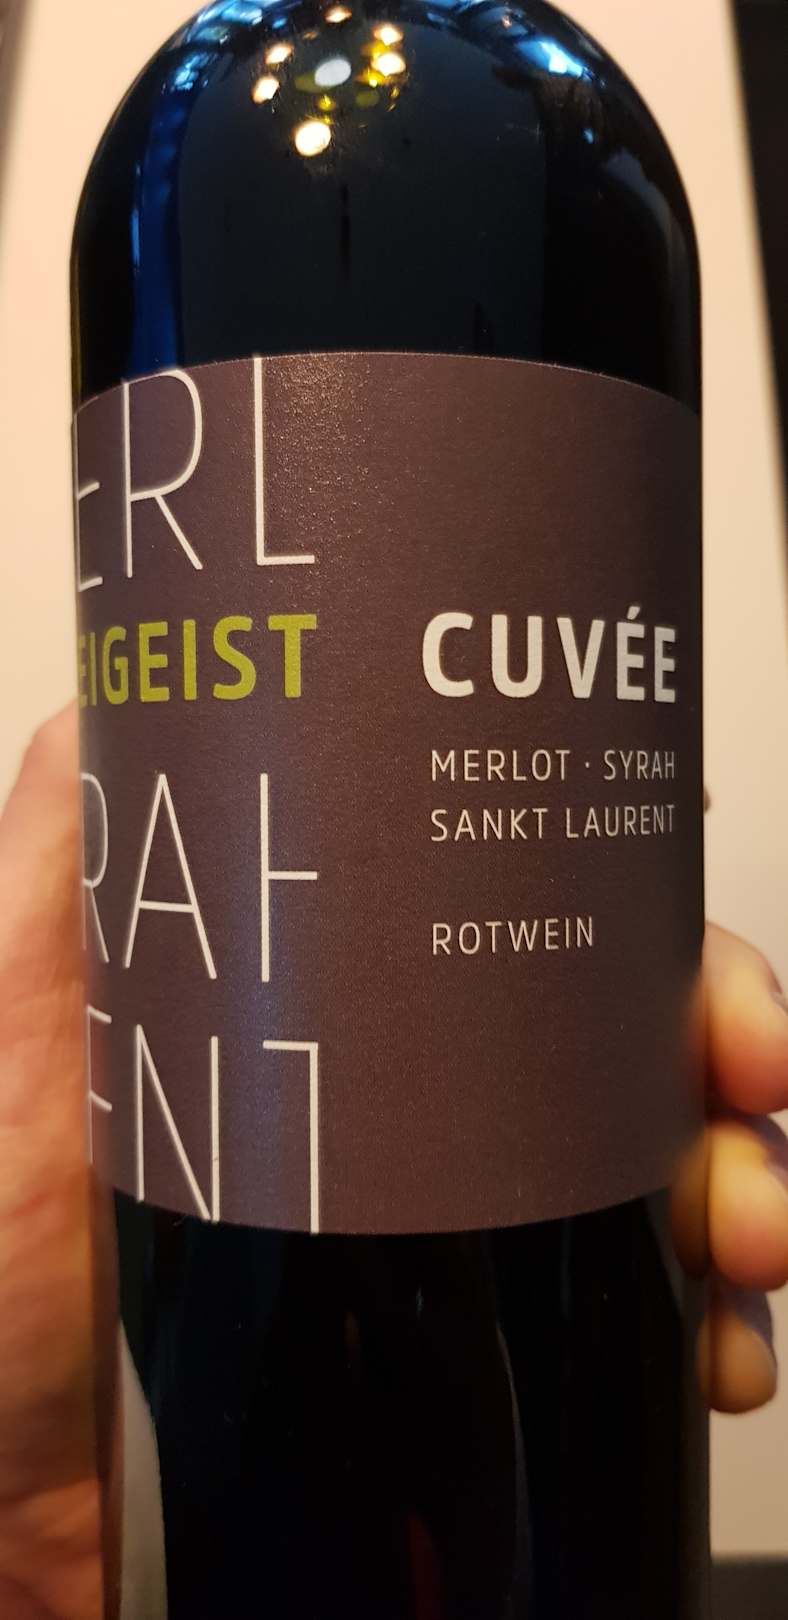 ERL
EIGEIST
CUVÉE
MERLOT · SYRAH
SANKT LAURENT
RAH
ENT
ROTWEIN